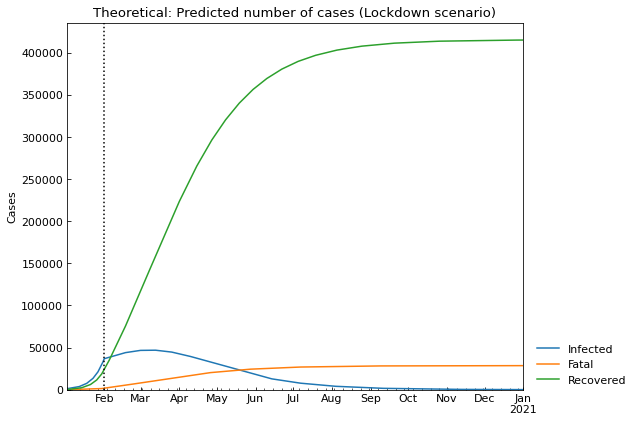 Theoretical: Predicted number of cases (Lockdown scenario)
400000
350000
300000
250000
200000
150000
100000
50000
0
Cases
Feb Mar Apr May Jun Jul Aug Sep Oct Nov Dec Jan
2021
Infected
Fatal
Recovered